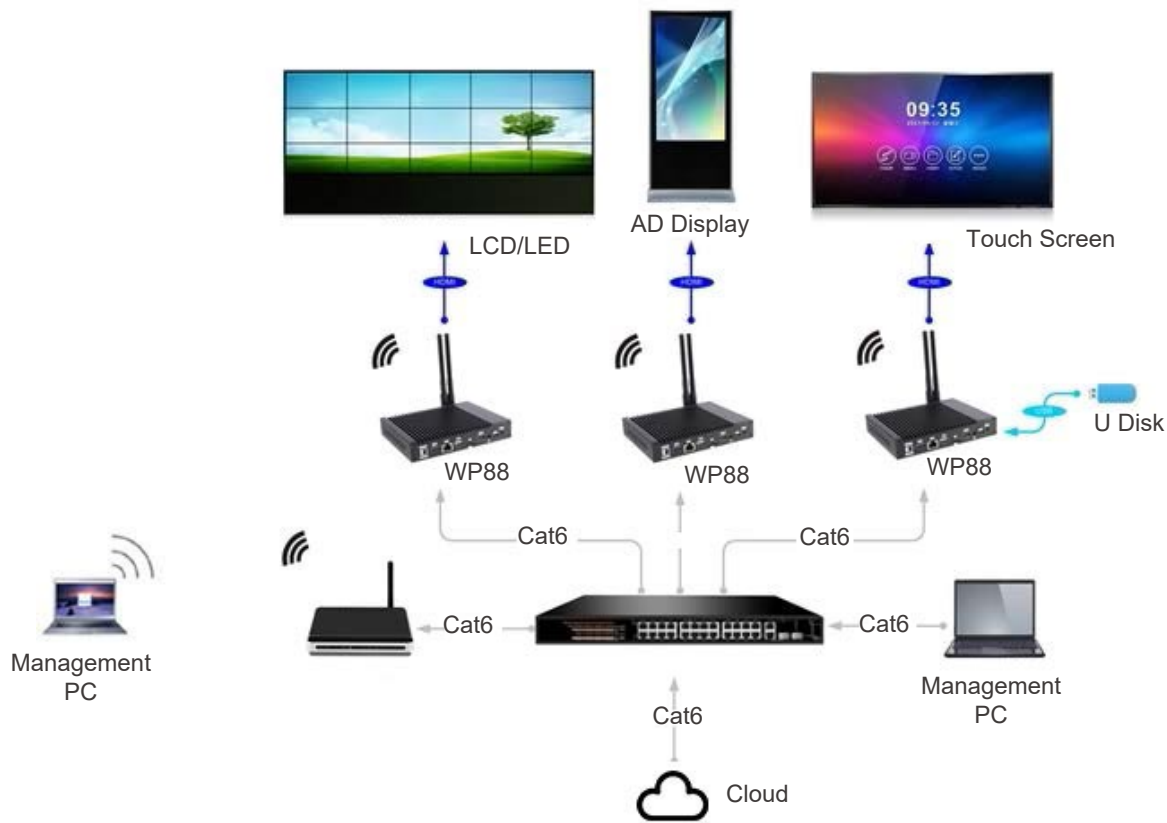 09:35
LCD/LED
AD Display
Touch Screen
HDMI
HDMI
HDMI
USB
U Disk
WP88
WP88
WP88
Cat6
Cat6
Cat6
Cat6
Management
PC
Management
PC
Cat6
Cloud